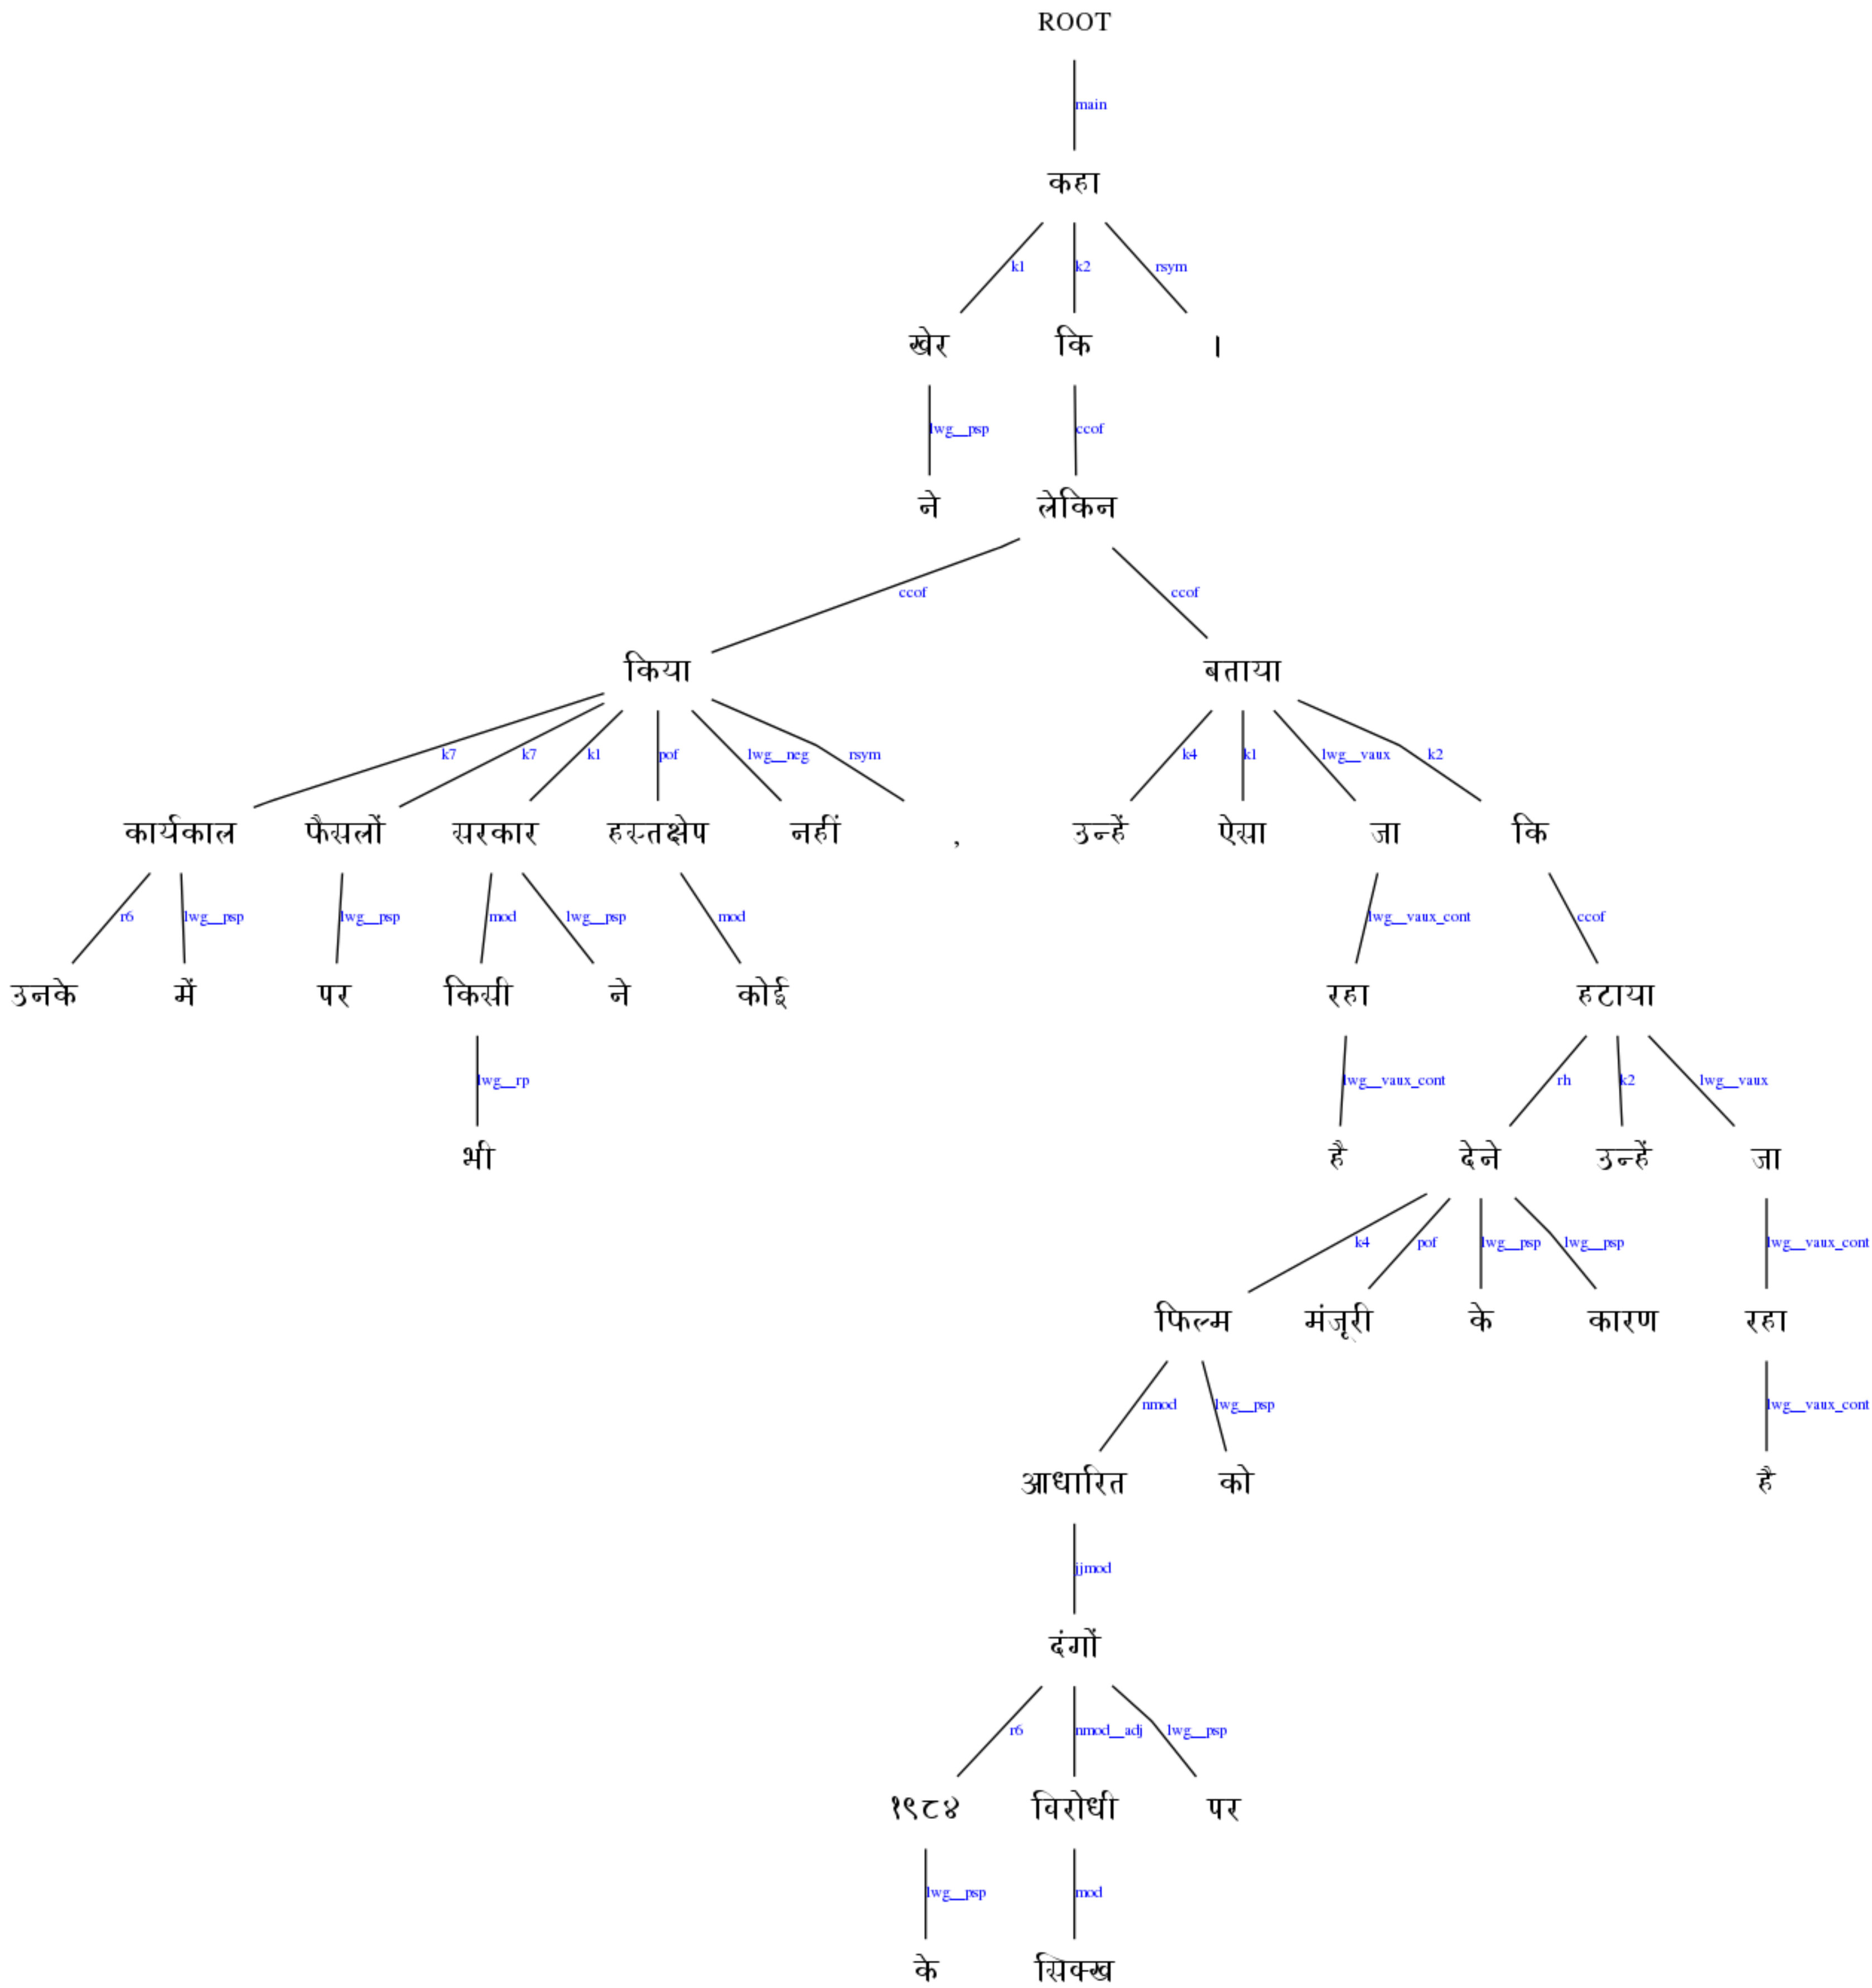 ROOT
main
कहा
k1 k2 rsym
खेर कि ।
lwg__psp ccof
ने लेकिन
ccof ccof
किया बताया
k7 k7 k1 pof lwg__neg rsym k4 k1 lwg__vaux k2
कार्यकाल फैसलों सरकार हस्तक्षेप नहीं , उन्हें ऐसा जा कि
r6 lwg__psp lwg__psp mod lwg__psp mod lwg__vaux_cont ccof
उनके में पर किसी ने कोई रहा हटाया
lwg__rp lwg__vaux_cont rh k2 lwg__vaux
भी है देने उन्हें जा
k4 pof lwg__psp lwg__psp lwg__vaux_cont
फिल्म मंजूरी के कारण रहा
nmod lwg__psp lwg__vaux_cont
आधारित को है
jjmod
दंगों
r6 nmod__adj lwg__psp
१९८४ विरोधी पर
lwg__psp mod
के सिक्ख